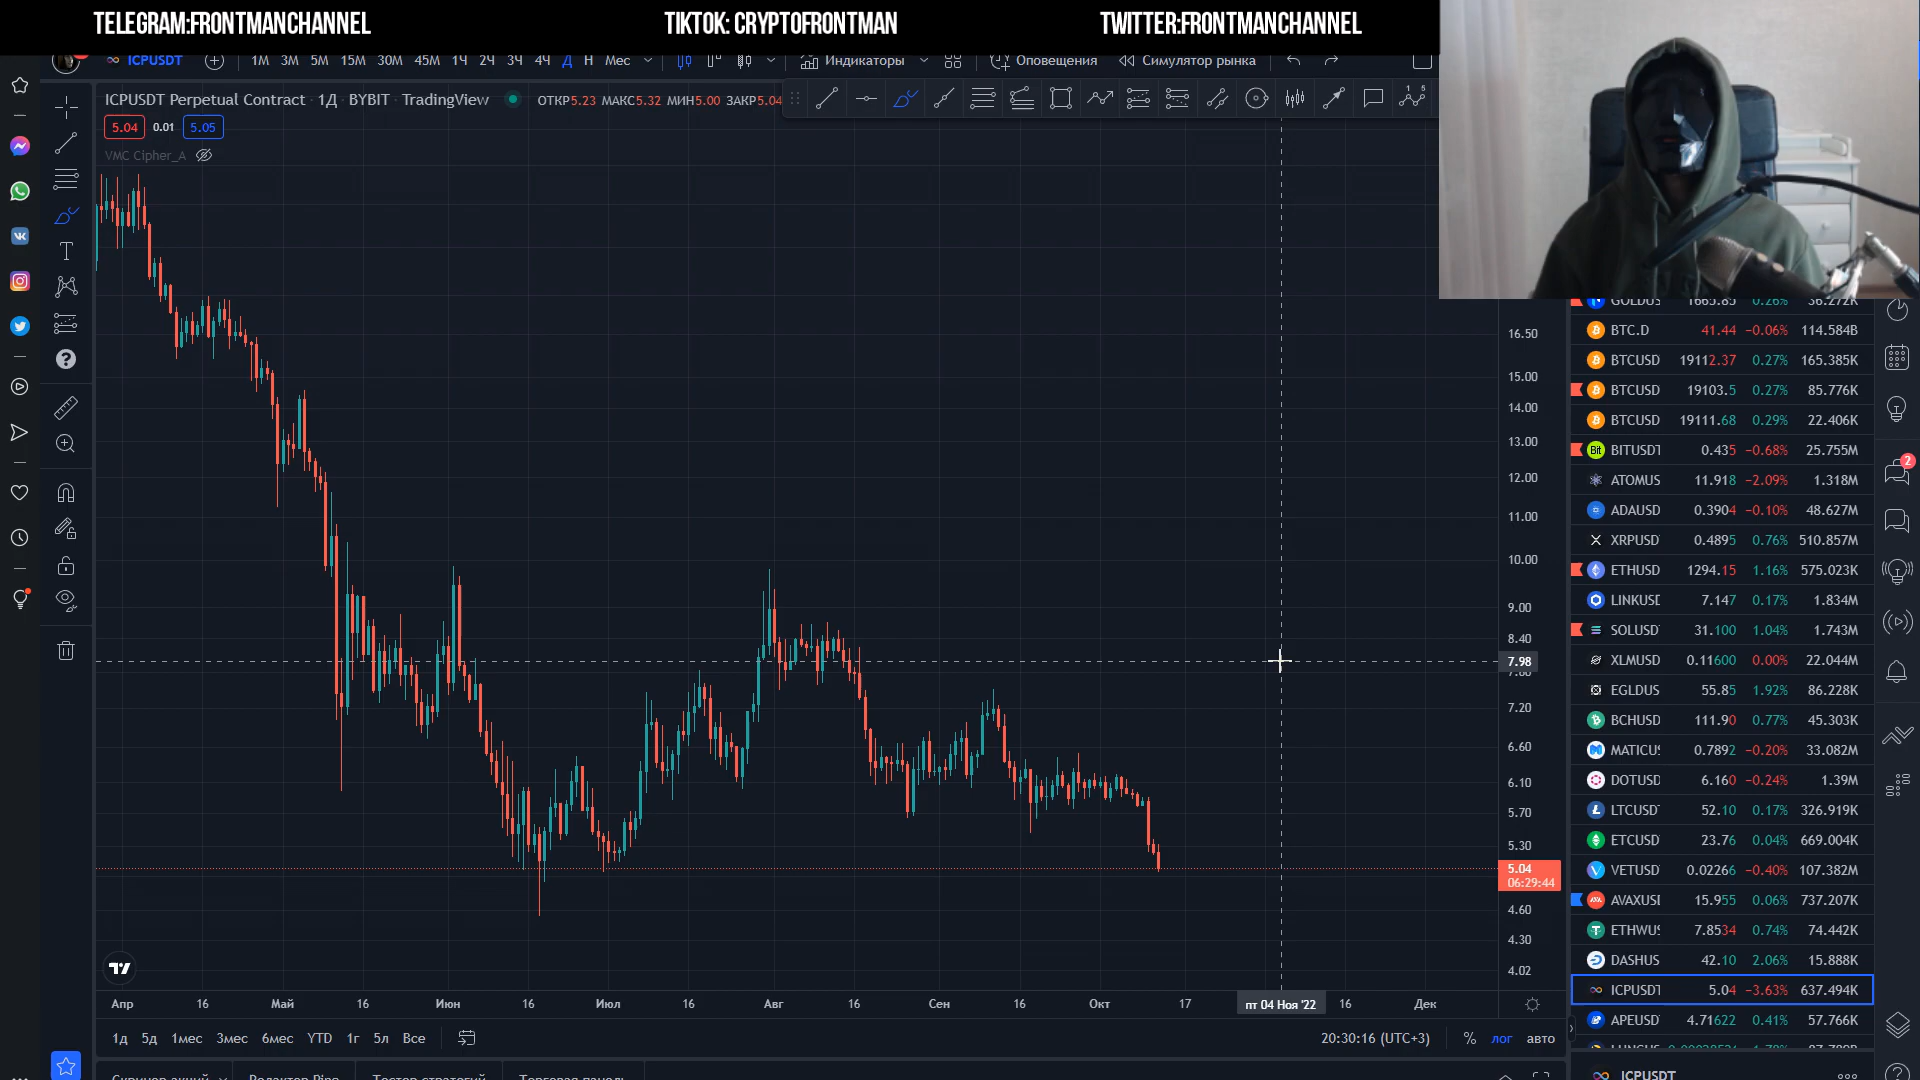 TELEGRAM:FRONTMANCHANNEL
TIKTOK: CRYPTOFRONTMAN
TWITTER:FRONTMANCHANNEL
ICPUSDT 1М 3М 5М 15М 30М 45М 1Ч 2Ч 3Ч 4Ч Д Н Мес Индикаторы Оповещения Симулятор рынка
ICPUSDT Perpetual Contract · 1Д · BYBIT · TradingView ОТКР5.23 МАКС5.32 МИН5.00 ЗАКР5.04
5.04 0.01 5.05
VMC Cipher_A
16.50
15.00
14.00
13.00
12.00
11.00
10.00
9.00
8.40
7.98
7.20
6.60
6.10
5.70
5.30
5.04
06:29:44
4.60
4.30
4.02
Апр 16 Май 16 Июн 16 Июл 16 Авг 16 Сен 16 Окт 17 пт 04 Ноя '22 16 Дек
1д 5д 1мес 3мес 6мес YTD 1г 5л Все 20:30:16 (UTC+3) % лог авто
GOLDUS 1665.85 0.26% 36.272K
BTC.D 41.44 −0.06% 114.584B
BTCUSD 19112.37 0.27% 165.385K
BTCUSD 19103.5 0.27% 85.776K
BTCUSD 19111.68 0.29% 22.406K
Bit BITUSDT 0.435 −0.68% 25.755M
ATOMUS 11.918 −2.09% 1.318M
ADAUSD 0.3904 −0.10% 48.627M
XRPUSD 0.4895 0.76% 510.857M
ETHUSD 1294.15 1.16% 575.023K
LINKUSD 7.147 0.17% 1.834M
SOLUSD 31.100 1.04% 1.743M
XLMUSD 0.11600 0.00% 22.044M
EGLDUS 55.85 1.92% 86.228K
BCHUSD 111.90 0.77% 45.303K
MATICUS 0.7892 −0.20% 33.082M
DOTUSD 6.160 −0.24% 1.39M
LTCUSD 52.10 0.17% 326.919K
ETCUSD 23.76 0.04% 669.004K
VETUSD 0.02266 −0.40% 107.382M
AVAXUSD 15.955 0.06% 737.207K
ETHWUS 7.8534 0.74% 74.442K
DASHUS 42.10 2.06% 15.888K
ICPUSDT 5.04 −3.63% 637.494K
APEUSD 4.71622 0.41% 57.766K
ICPUSDT
2